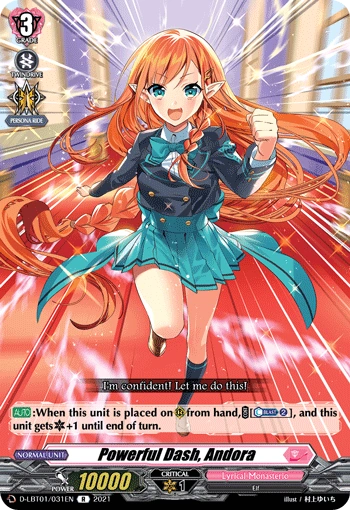 3
GRADE
TWINDRIVE
PERSONA RIDE
I'm confident! Let me do this!
AUTO:When this unit is placed on R from hand, [C BLAST 2], and this
unit gets +1 until end of turn.
NORMAL UNIT Powerful Dash, Andora
POWER 10000 CRITICAL 1 Lyrical Monasterio
Elf
D-LBT01/031EN R 2021 illust / 村上ゆいち